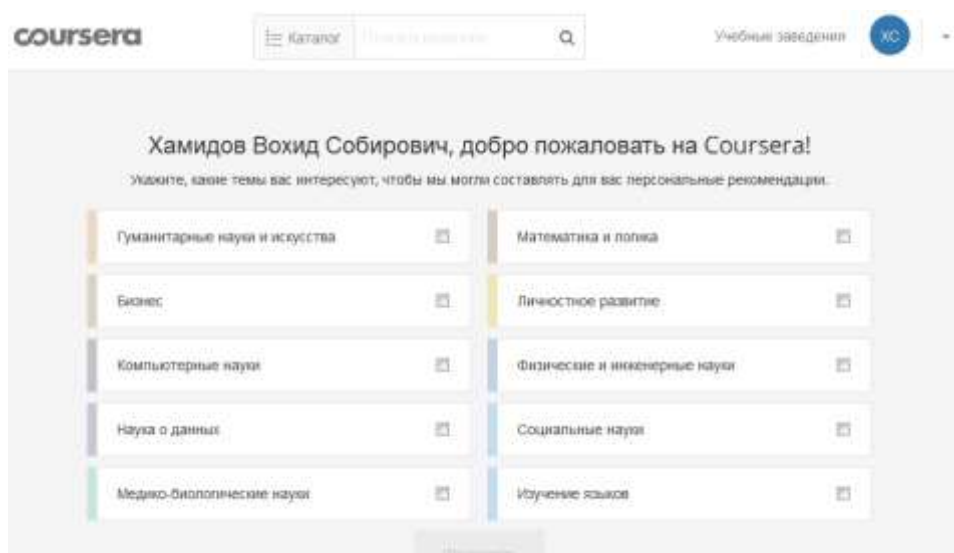 coursera
Каталог
Учебные заведения
ХС
Хамидов Вохид Собирович, добро пожаловать на Coursera!
Укажите, какие темы вас интересуют, чтобы мы могли составлять для вас персональные рекомендации.
Гуманитарные науки и искусства
Математика и логика
Бизнес
Личностное развитие
Компьютерные науки
Физические и инженерные науки
Наука о данных
Социальные науки
Медико-биологические науки
Изучение языков